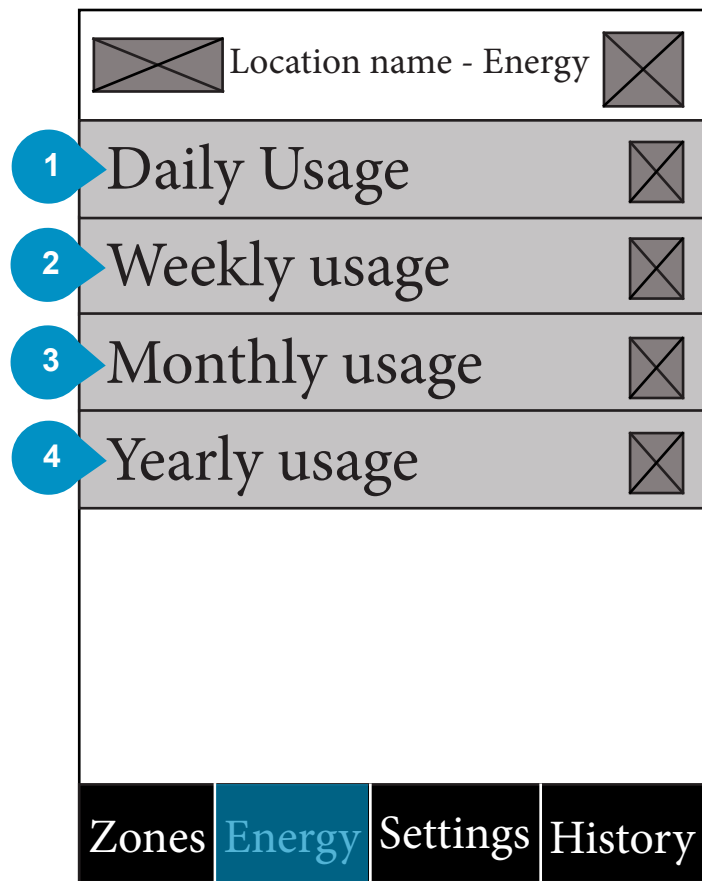 Location name - Energy
1 Daily Usage
2 Weekly usage
3 Monthly usage
4 Yearly usage
Zones Energy Settings History